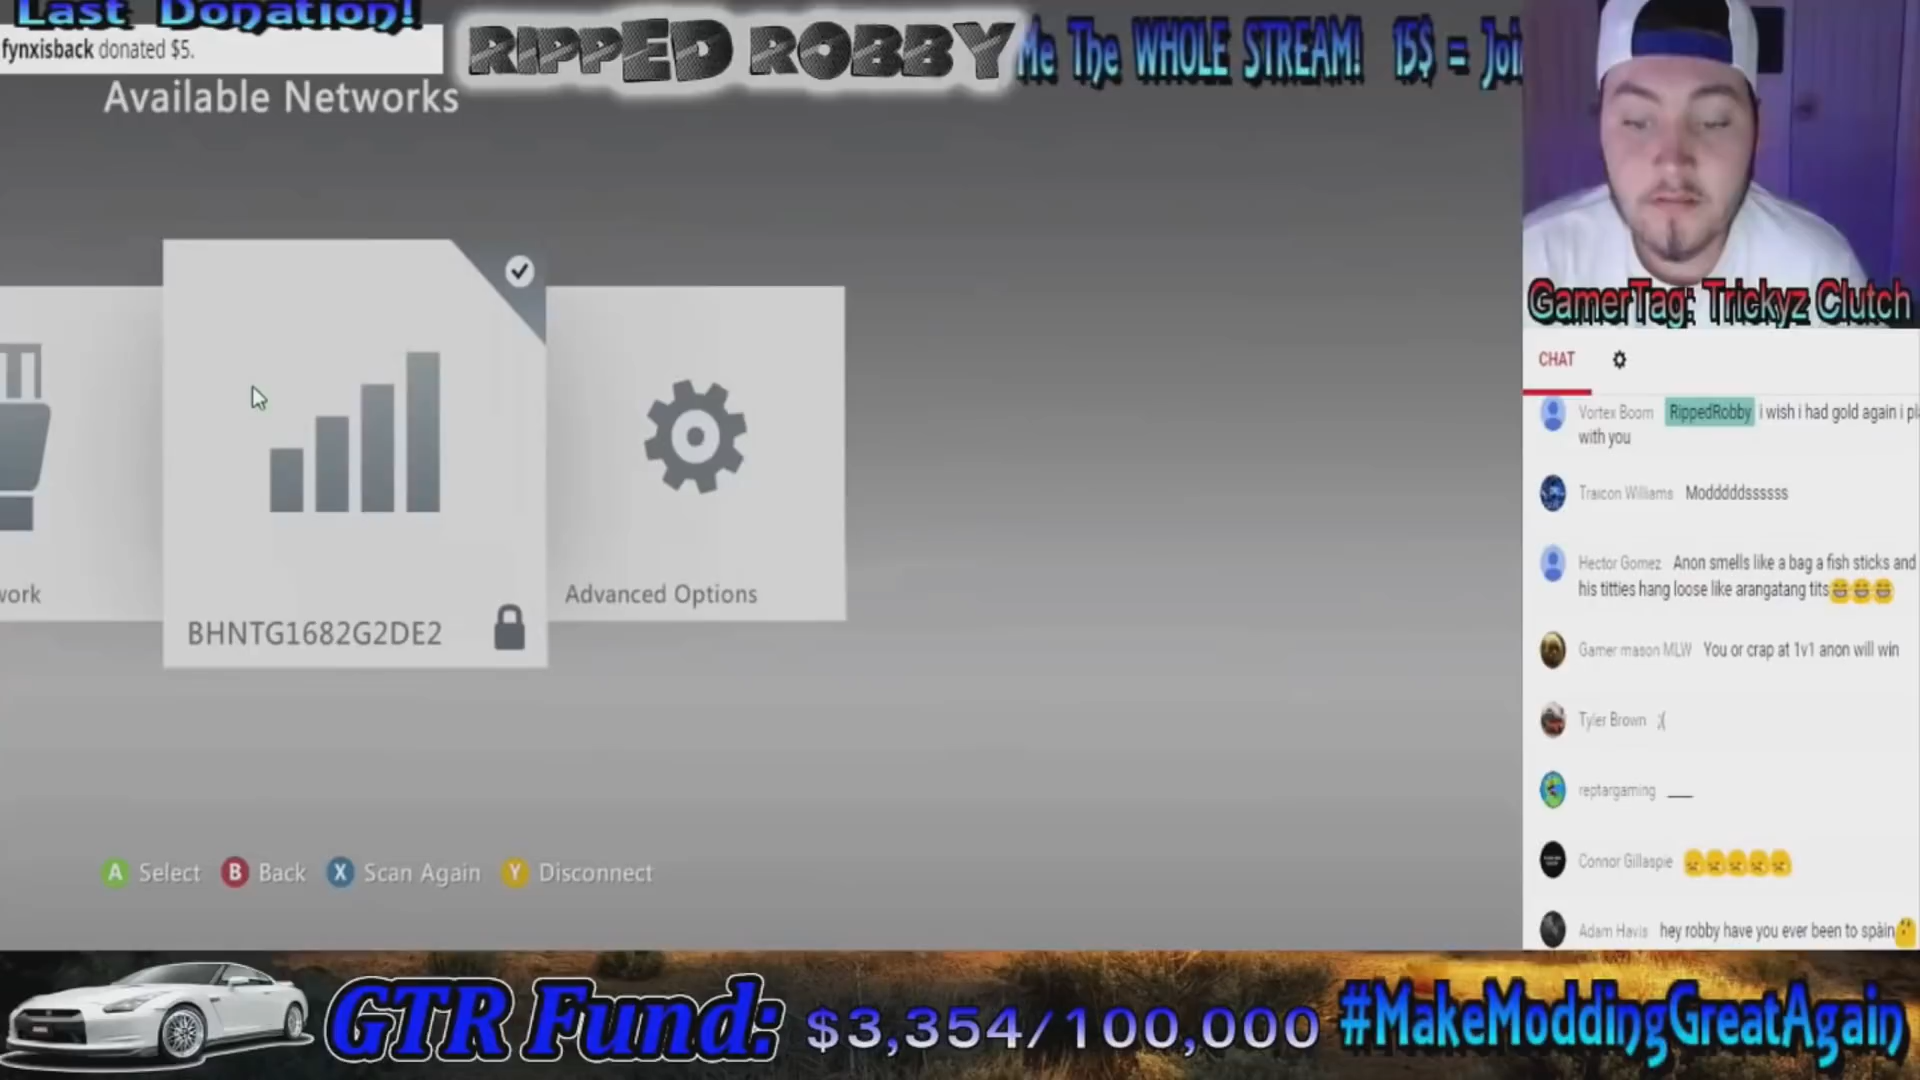 Last Donation!
fynxisback donated $5.
RIPPED ROBBY
Me The WHOLE STREAM! 15$ = Joi
Available Networks
work
BHNTG1682G2DE2
Advanced Options
A Select B Back X Scan Again Y Disconnect
GamerTag: Trickyz Clutch
CHAT
Vortex Boom RippedRobby i wish i had gold again i pla
with you
Traicon Williams Modddddssssss
Hector Gomez Anon smells like a bag a fish sticks and
his titties hang loose like arangatang tits
Gamer mason MLW You or crap at 1v1 anon will win
Tyler Brown ;(
reptargaming ___
Connor Gillaspie
Adam Havis hey robby have you ever been to spain
GTR Fund: $3,354/100,000 #MakeModdingGreatAgain